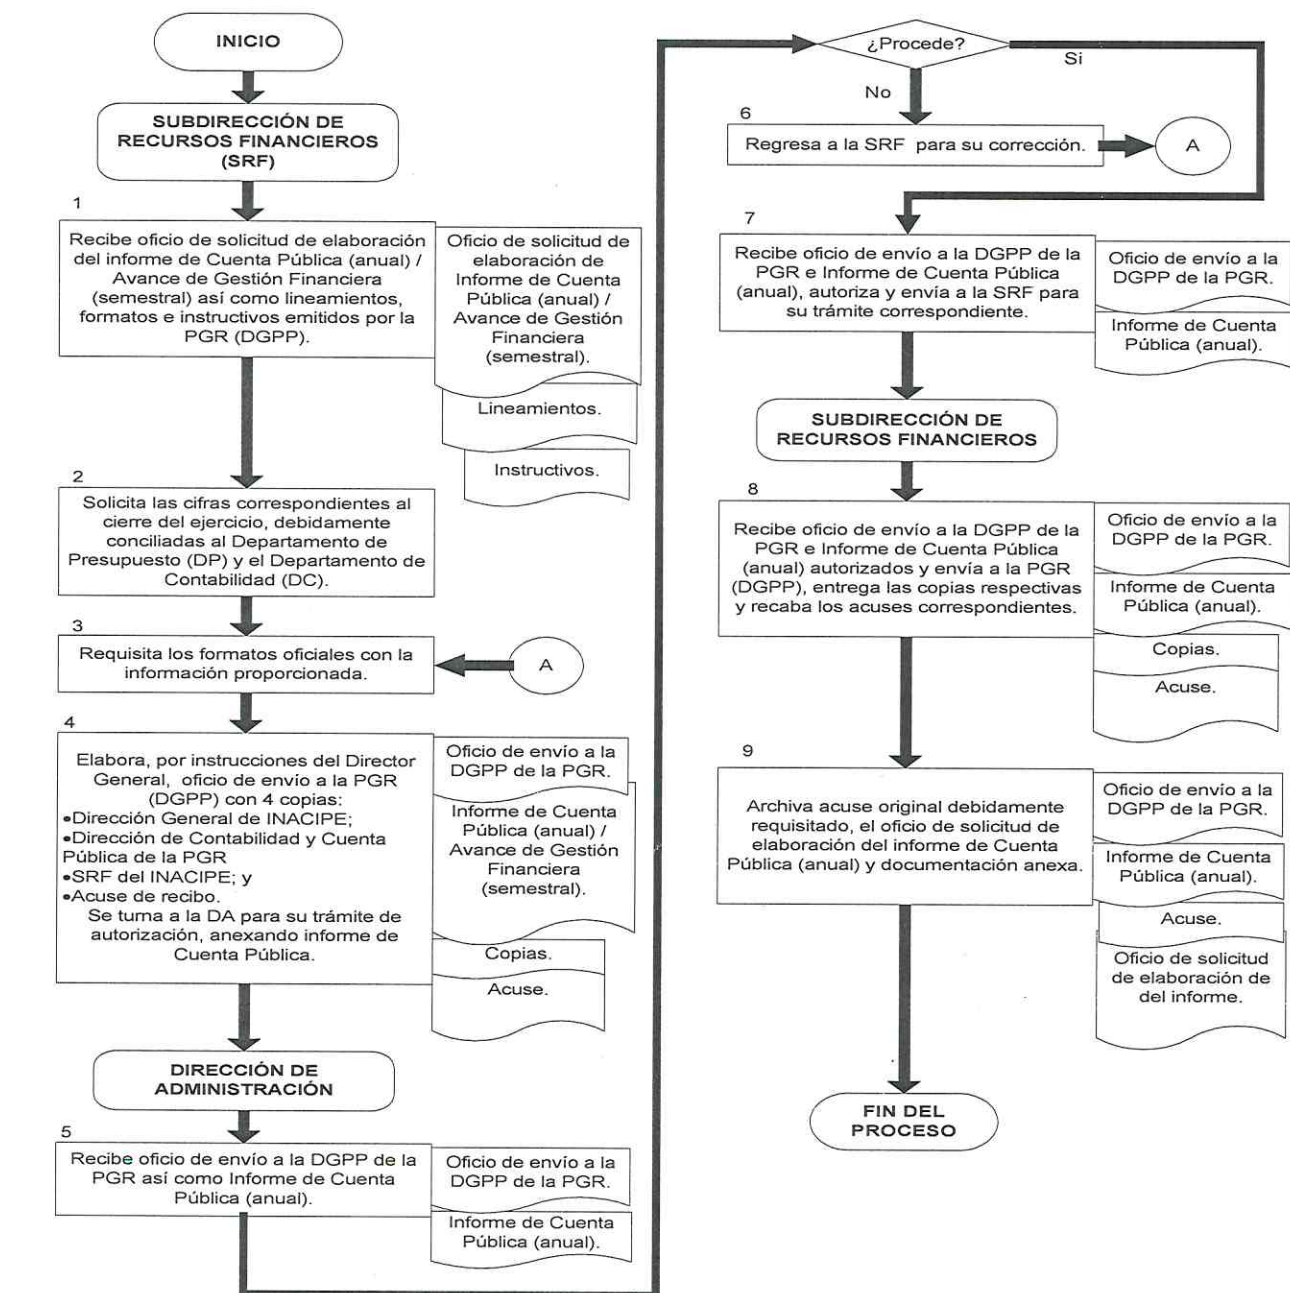 INICIO
SUBDIRECCIÓN DE
RECURSOS FINANCIEROS
(SRF)
1
Recibe oficio de solicitud de elaboración
del informe de Cuenta Pública (anual) /
Avance de Gestión Financiera
(semestral) así como lineamientos,
formatos e instructivos emitidos por la
PGR (DGPP).
Oficio de solicitud de
elaboración de
Informe de Cuenta
Pública (anual) /
Avance de Gestión
Financiera
(semestral).
Lineamientos.
Instructivos.
2
Solicita las cifras correspondientes al
cierre del ejercicio, debidamente
conciliadas al Departamento de
Presupuesto (DP) y el Departamento de
Contabilidad (DC).
3
Requisita los formatos oficiales con la
información proporcionada.
A
4
Elabora, por instrucciones del Director
General, oficio de envío a la PGR
(DGPP) con 4 copias:
•Dirección General de INACIPE;
•Dirección de Contabilidad y Cuenta
Pública de la PGR
•SRF del INACIPE; y
•Acuse de recibo.
Se turna a la DA para su trámite de
autorización, anexando informe de
Cuenta Pública.
Oficio de envío a la
DGPP de la PGR.
Informe de Cuenta
Pública (anual) /
Avance de Gestión
Financiera
(semestral).
Copias.
Acuse.
DIRECCIÓN DE
ADMINISTRACIÓN
5
Recibe oficio de envío a la DGPP de la
PGR así como Informe de Cuenta
Pública (anual).
Oficio de envío a la
DGPP de la PGR.
Informe de Cuenta
Pública (anual).
¿Procede?
Si
No
6
Regresa a la SRF para su corrección.
A
7
Recibe oficio de envío a la DGPP de la
PGR e Informe de Cuenta Pública
(anual), autoriza y envía a la SRF para
su trámite correspondiente.
Oficio de envío a la
DGPP de la PGR.
Informe de Cuenta
Pública (anual).
SUBDIRECCIÓN DE
RECURSOS FINANCIEROS
8
Recibe oficio de envío a la DGPP de la
PGR e Informe de Cuenta Pública
(anual) autorizados y envía a la PGR
(DGPP), entrega las copias respectivas
y recaba los acuses correspondientes.
Oficio de envío a la
DGPP de la PGR.
Informe de Cuenta
Pública (anual).
Copias.
Acuse.
9
Archiva acuse original debidamente
requisitado, el oficio de solicitud de
elaboración del informe de Cuenta
Pública (anual) y documentación anexa.
Oficio de envío a la
DGPP de la PGR.
Informe de Cuenta
Pública (anual).
Acuse.
Oficio de solicitud
de elaboración de
del informe.
FIN DEL
PROCESO